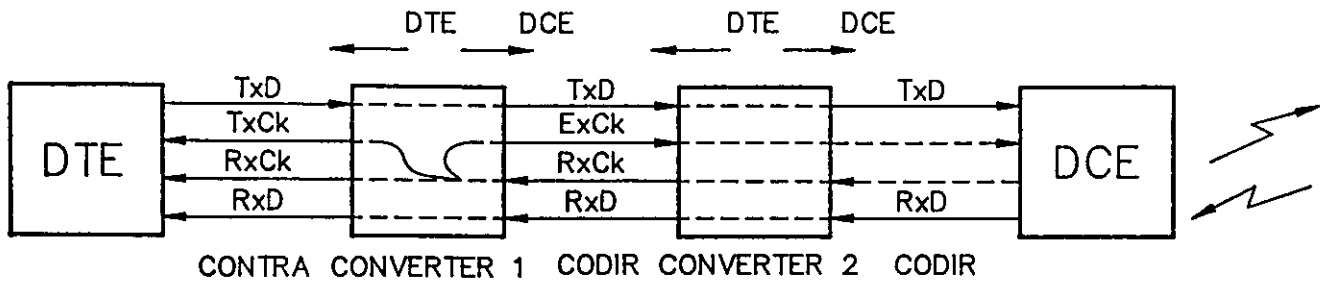 DTE DCE DTE DCE
TxD TxD TxD
TxCk ExCk
DTE RxCk RxCk DCE
RxD RxD RxD
CONTRA CONVERTER 1 CODIR CONVERTER 2 CODIR